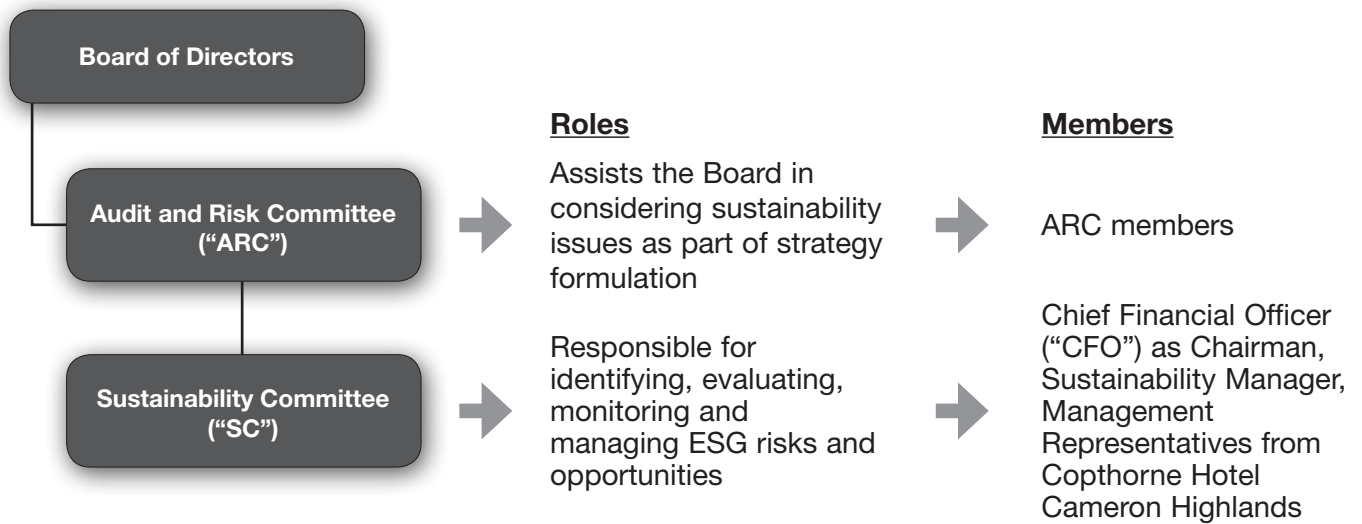 Board of Directors
Roles
Members
Audit and Risk Committee
(“ARC”)
Assists the Board in
considering sustainability
issues as part of strategy
formulation
ARC members
Sustainability Committee
(“SC”)
Responsible for
identifying, evaluating,
monitoring and
managing ESG risks and
opportunities
Chief Financial Officer
(“CFO”) as Chairman,
Sustainability Manager,
Management
Representatives from
Copthorne Hotel
Cameron Highlands